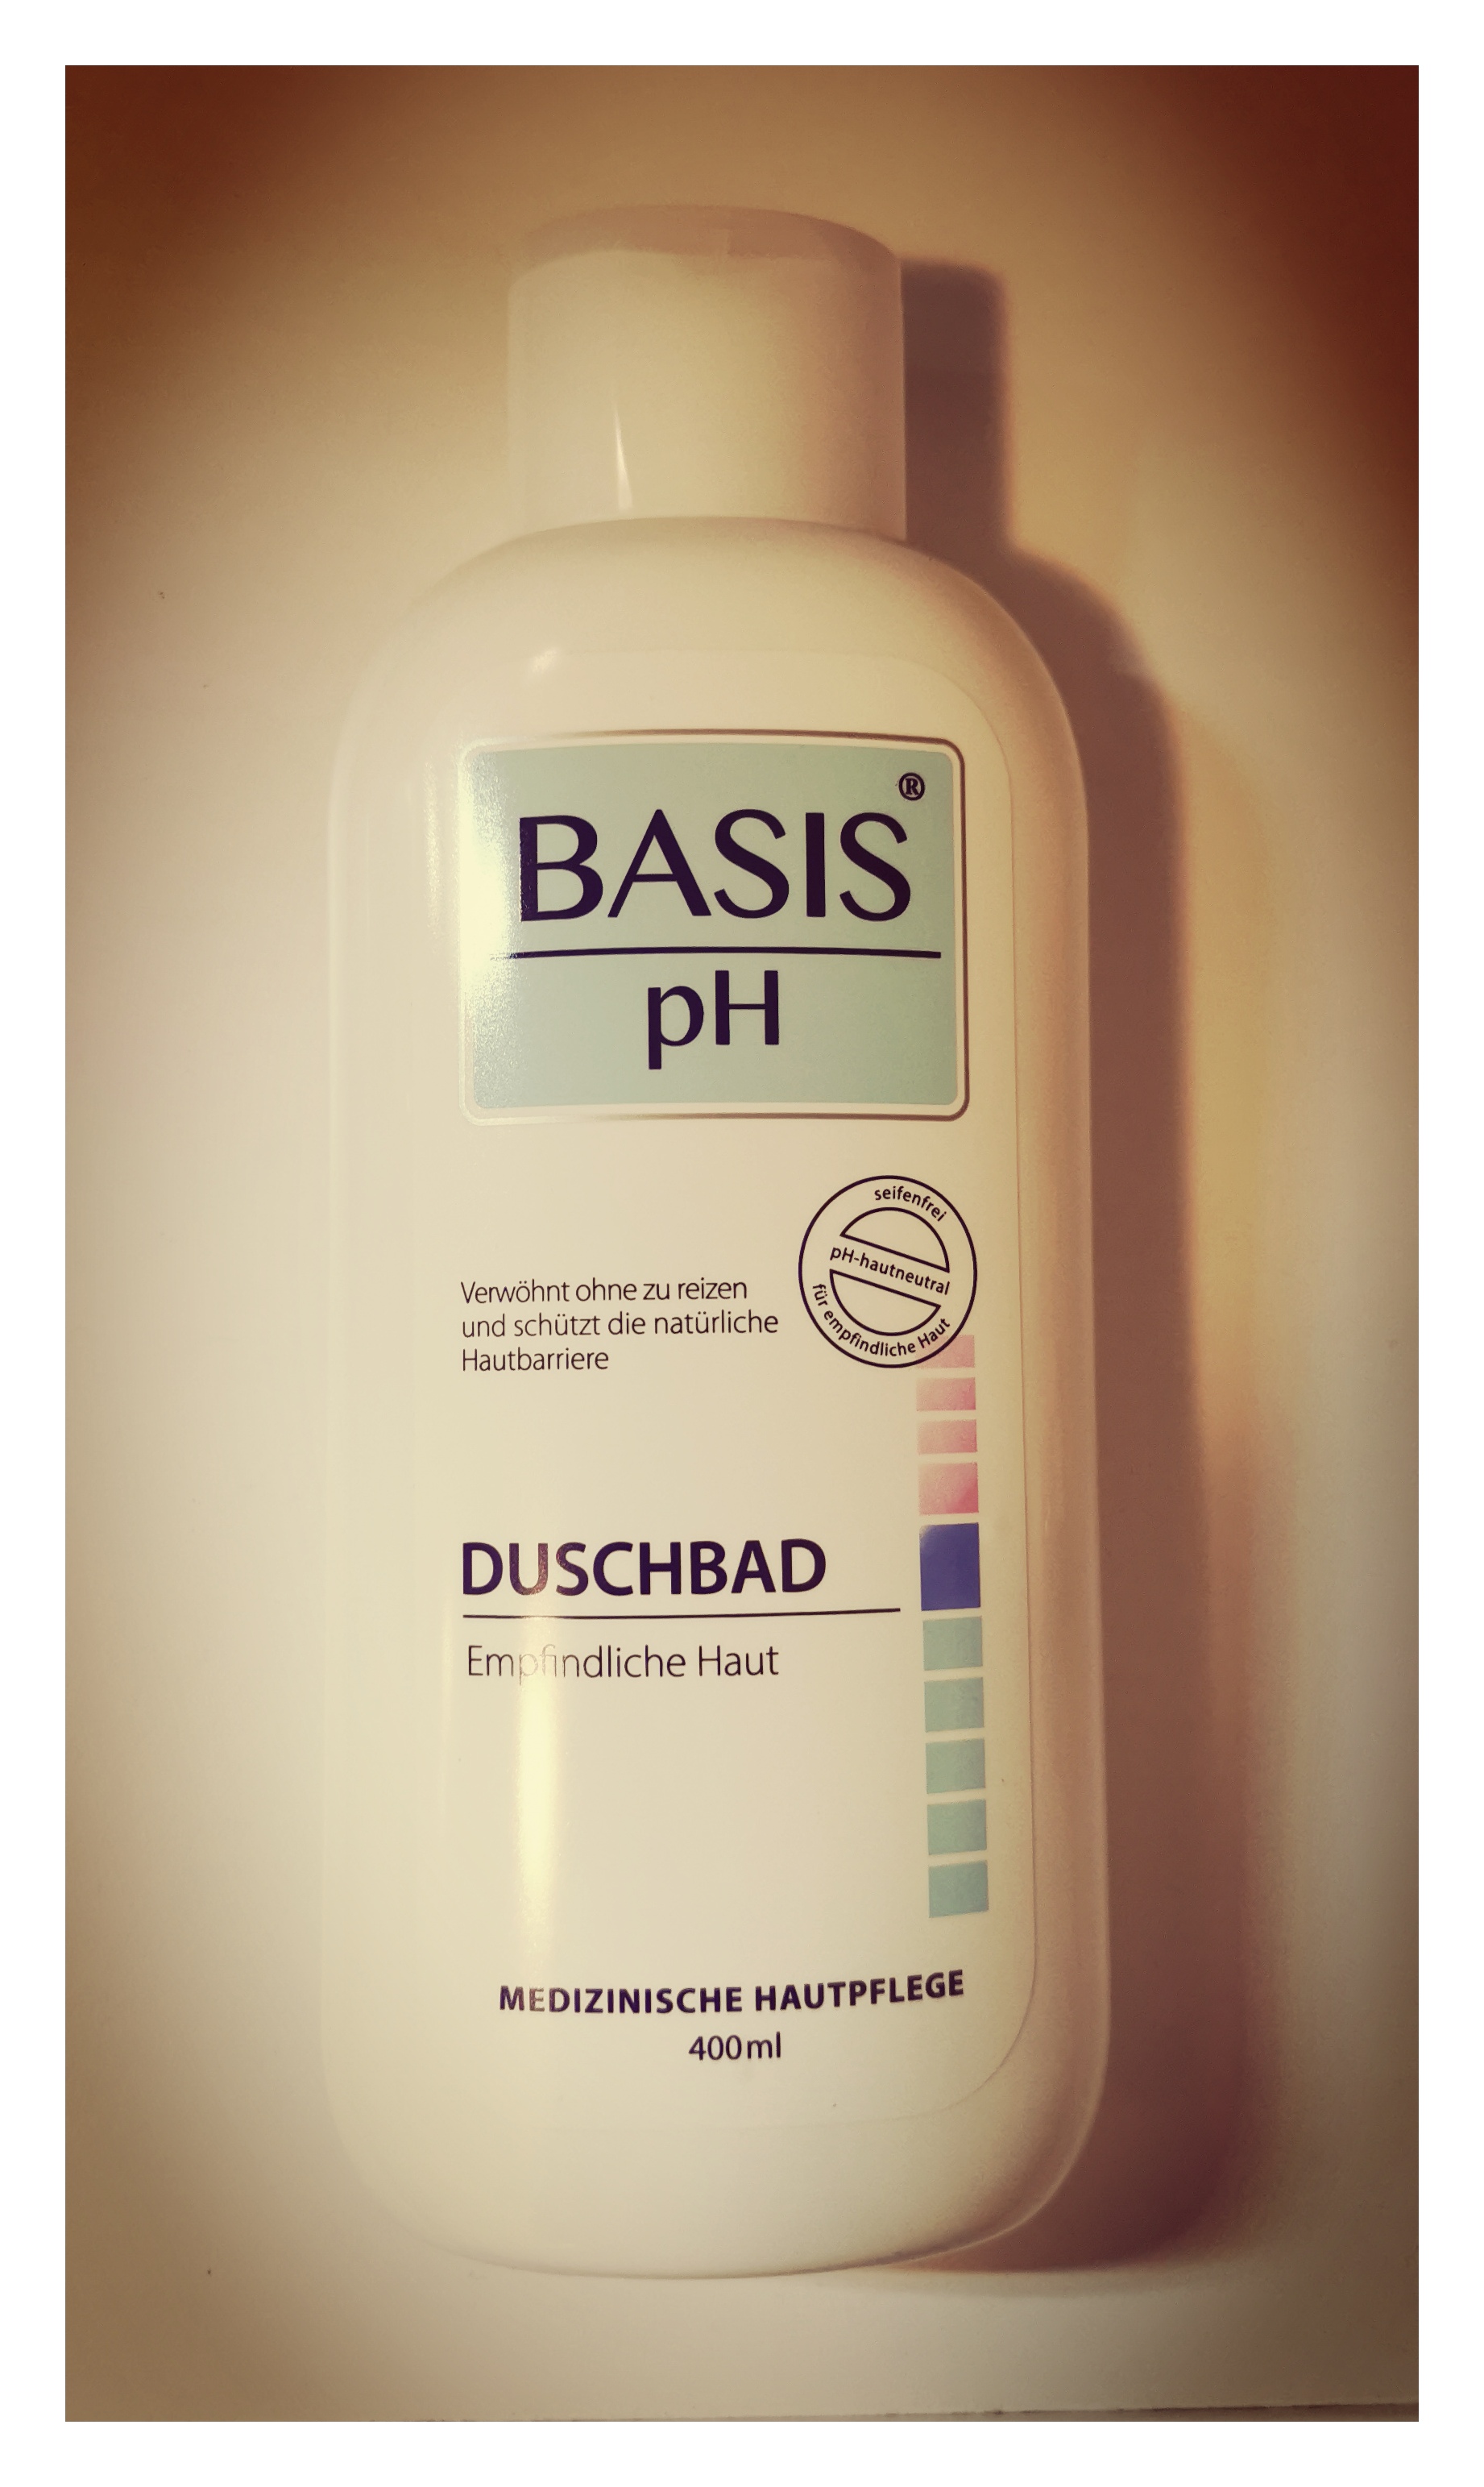 BASIS®
pH
seifenfrei
pH-hautneutral
für empfindliche Haut
Verwöhnt ohne zu reizen
und schützt die natürliche
Hautbarriere
DUSCHBAD
Empfindliche Haut
MEDIZINISCHE HAUTPFLEGE
400ml